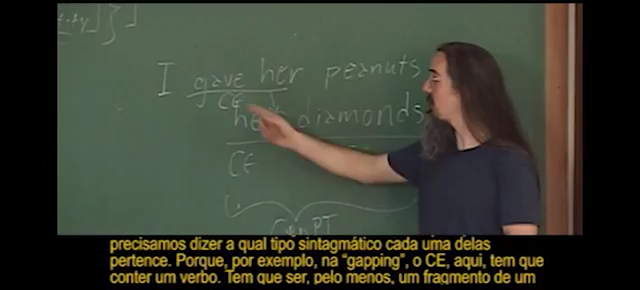 I gave her peanuts
CE
her diamonds
CE
precisamos dizer a qual tipo sintagmático cada uma delas
pertence. Porque, por exemplo, na “gapping”, o CE, aqui, tem que
conter um verbo. Tem que ser, pelo menos, um fragmento de um